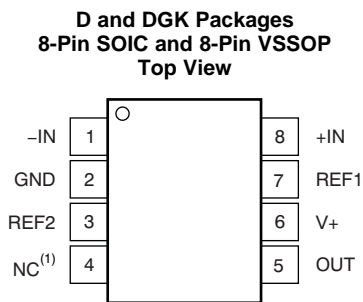 D and DGK Packages
8-Pin SOIC and 8-Pin VSSOP
Top View
–IN 1 8 +IN
GND 2 7 REF1
REF2 3 6 V+
NC(1) 4 5 OUT